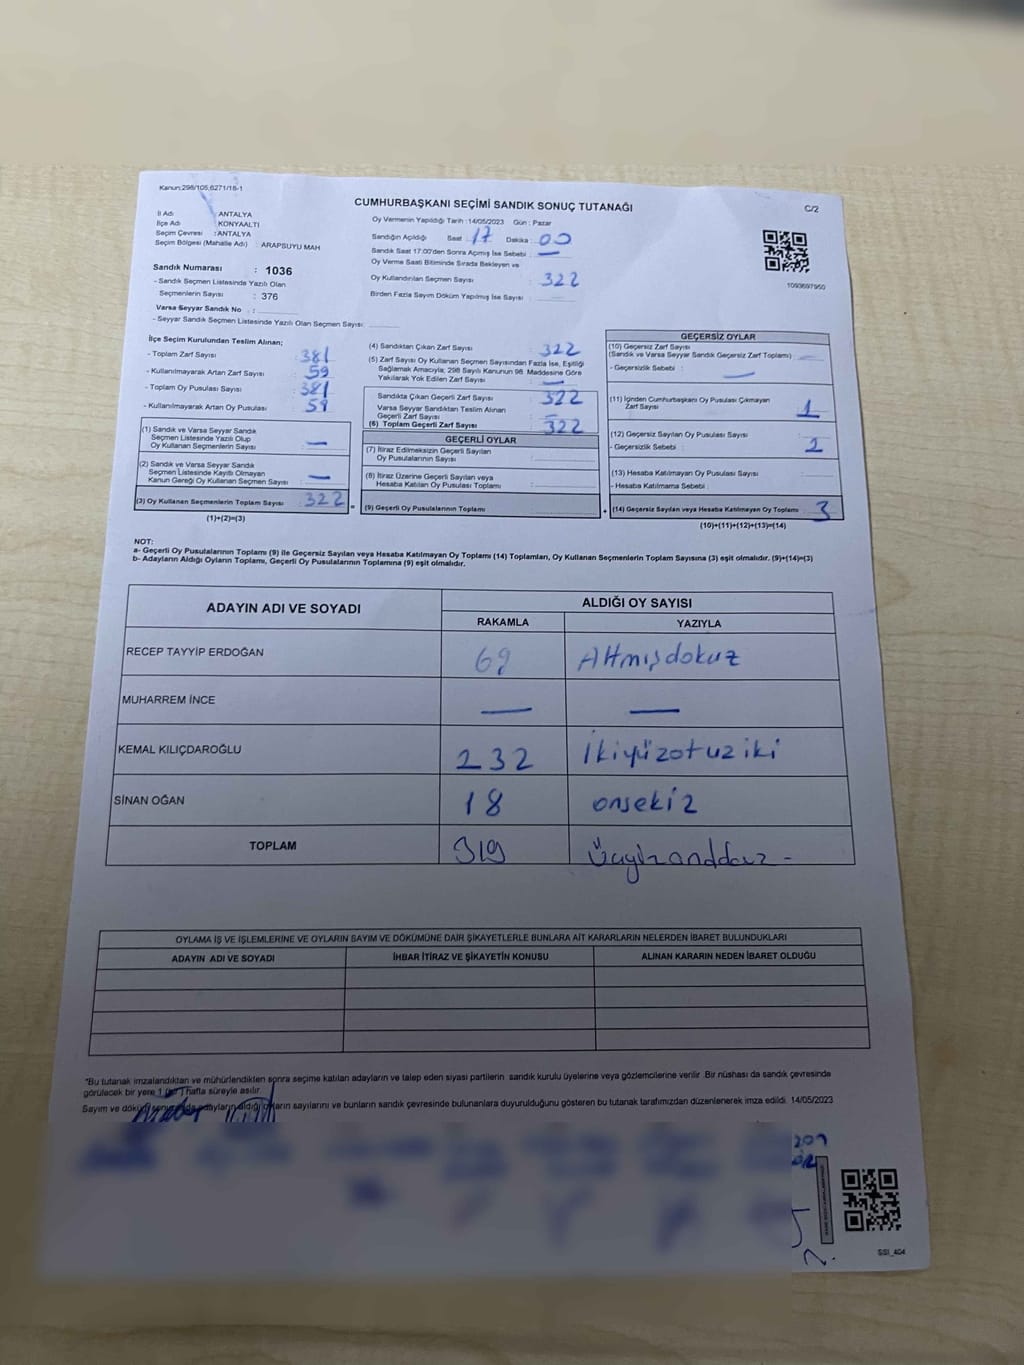 Kanun:298/105,6271/18-1
CUMHURBAŞKANI SEÇİMİ SANDIK SONUÇ TUTANAĞI
C/2
İl Adı : ANTALYA
İlçe Adı : KONYAALTI
Seçim Çevresi : ANTALYA
Seçim Bölgesi (Mahalle Adı) : ARAPSUYU MAH
Oy Vermenin Yapıldığı Tarih : 14/05/2023 Gün : Pazar
Sandığın Açıldığı Saat : 17 Dakika : 00
Sandık Saat 17:00'den Sonra Açmış İse Sebebi : —
Oy Verme Saati Bitiminde Sırada Bekleyen ve
Oy Kullandırılan Seçmen Sayısı : 322
Birden Fazla Sayım Döküm Yapılmış İse Sayısı :
1093697950
Sandık Numarası : 1036
- Sandık Seçmen Listesinde Yazılı Olan
Seçmenlerin Sayısı : 376
Varsa Seyyar Sandık No :
- Seyyar Sandık Seçmen Listesinde Yazılı Olan Seçmen Sayısı :
İlçe Seçim Kurulundan Teslim Alınan;
- Toplam Zarf Sayısı : 381
- Kullanılmayarak Artan Zarf Sayısı : 59
- Toplam Oy Pusulası Sayısı : 381
- Kullanılmayarak Artan Oy Pusulası : 59
(1) Sandık ve Varsa Seyyar Sandık
Seçmen Listesinde Yazılı Olup
Oy Kullanan Seçmenlerin Sayısı : —
(2) Sandık ve Varsa Seyyar Sandık
Seçmen Listesinde Kayıtlı Olmayan
Kanun Gereği Oy Kullanan Seçmen Sayısı : —
(3) Oy Kullanan Seçmenlerin Toplam Sayısı : 322
(1)+(2)=(3)
(4) Sandıktan Çıkan Zarf Sayısı : 322
(5) Zarf Sayısı Oy Kullanan Seçmen Sayısından Fazla İse, Eşitliği
Sağlamak Amacıyla; 298 Sayılı Kanunun 98. Maddesine Göre
Yakılarak Yok Edilen Zarf Sayısı : —
Sandıkta Çıkan Geçerli Zarf Sayısı : 322
Varsa Seyyar Sandıktan Teslim Alınan
Geçerli Zarf Sayısı : —
(6) Toplam Geçerli Zarf Sayısı : 322
GEÇERLİ OYLAR
(7) İtiraz Edilmeksizin Geçerli Sayılan
Oy Pusulalarının Sayısı :
(8) İtiraz Üzerine Geçerli Sayılan veya
Hesaba Katılan Oy Pusulası Toplamı :
= (9) Geçerli Oy Pusulalarının Toplamı
GEÇERSİZ OYLAR
(10) Geçersiz Zarf Sayısı
(Sandık ve Varsa Seyyar Sandık Geçersiz Zarf Toplamı) :
- Geçersizlik Sebebi : —
(11) İçinden Cumhurbaşkanı Oy Pusulası Çıkmayan
Zarf Sayısı : 1
(12) Geçersiz Sayılan Oy Pusulası Sayısı : 2
- Geçersizlik Sebebi :
(13) Hesaba Katılmayan Oy Pusulası Sayısı :
- Hesaba Katılmama Sebebi :
+ (14) Geçersiz Sayılan veya Hesaba Katılmayan Oy Toplamı : 3
(10)+(11)+(12)+(13)=(14)
NOT:
a- Geçerli Oy Pusulalarının Toplamı (9) ile Geçersiz Sayılan veya Hesaba Katılmayan Oy Toplamı (14) Toplamları, Oy Kullanan Seçmenlerin Toplam Sayısına (3) eşit olmalıdır. (9)+(14)=(3)
b- Adayların Aldığı Oyların Toplamı, Geçerli Oy Pusulalarının Toplamına (9) eşit olmalıdır.
ADAYIN ADI VE SOYADI
ALDIĞI OY SAYISI
RAKAMLA YAZIYLA
RECEP TAYYİP ERDOĞAN 69 Altmışdokuz
MUHARREM İNCE — —
KEMAL KILIÇDAROĞLU 232 İkiyüzotuz iki
SİNAN OĞAN 18 onsekiz
TOPLAM 319
OYLAMA İŞ VE İŞLEMLERİNE VE OYLARIN SAYIM VE DÖKÜMÜNE DAİR ŞİKAYETLERLE BUNLARA AİT KARARLARIN NELERDEN İBARET BULUNDUKLARI
ADAYIN ADI VE SOYADI İHBAR İTİRAZ VE ŞİKAYETİN KONUSU ALINAN KARARIN NEDEN İBARET OLDUĞU
*Bu tutanak imzalandıktan ve mühürlendikten sonra seçime katılan adayların ve talep eden siyasi partilerin sandık kurulu üyelerine veya gözlemcilerine verilir. Bir nüshası da sandık çevresinde
görülecek bir yere 1 (bir) hafta süreyle asılır.
Sayım ve döküm sonucunda adayların aldığı oyların sayılarını ve bunların sandık çevresinde bulunanlara duyurulduğunu gösteren bu tutanak tarafımızdan düzenlenerek imza edildi. 14/05/2023
SSI_404